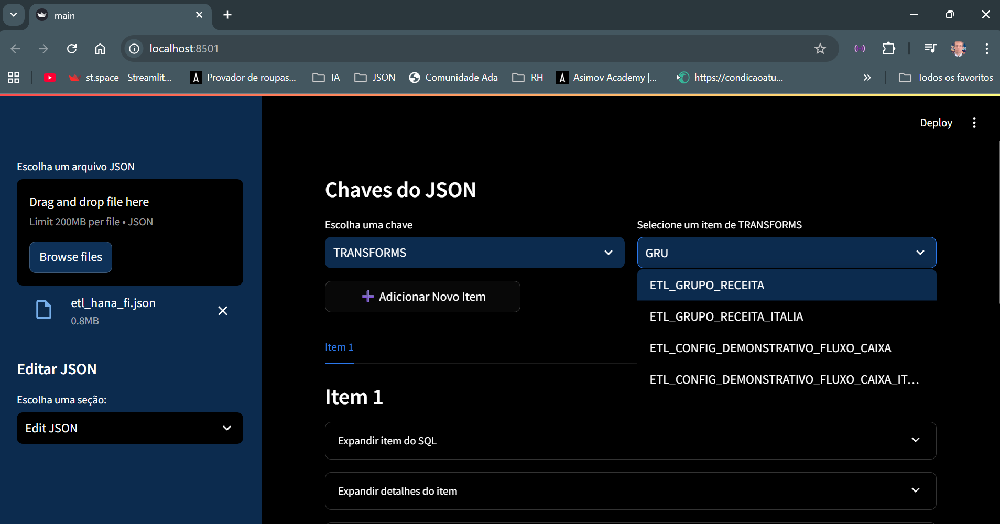 main
localhost:8501
st.space - Streamlit...
Provador de roupas...
IA
JSON
Comunidade Ada
RH
Asimov Academy |...
https://condicaoatu...
Todos os favoritos
Deploy
Escolha um arquivo JSON
Drag and drop file here
Limit 200MB per file • JSON
Browse files
etl_hana_fi.json
0.8MB
Editar JSON
Escolha uma seção:
Edit JSON
Chaves do JSON
Escolha uma chave
TRANSFORMS
Selecione um item de TRANSFORMS
GRU
ETL_GRUPO_RECEITA
ETL_GRUPO_RECEITA_ITALIA
ETL_CONFIG_DEMONSTRATIVO_FLUXO_CAIXA
ETL_CONFIG_DEMONSTRATIVO_FLUXO_CAIXA_IT...
Adicionar Novo Item
Item 1
Item 1
Expandir item do SQL
Expandir detalhes do item